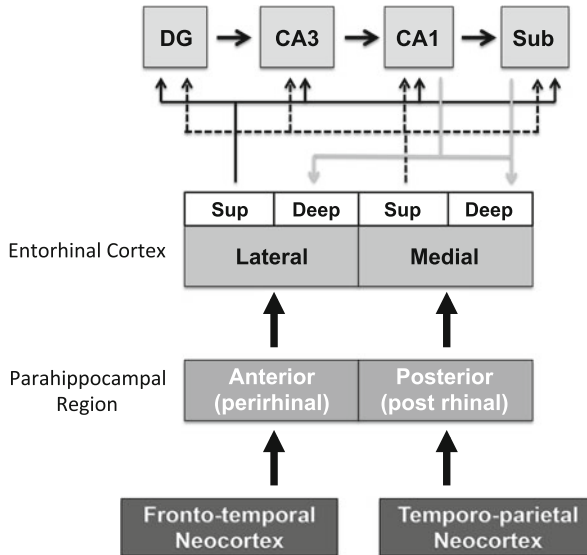 DG CA3 CA1 Sub
Sup Deep Sup Deep
Entorhinal Cortex
Lateral Medial
Parahippocampal
Region
Anterior
(perirhinal)
Posterior
(post rhinal)
Fronto-temporal
Neocortex
Temporo-parietal
Neocortex